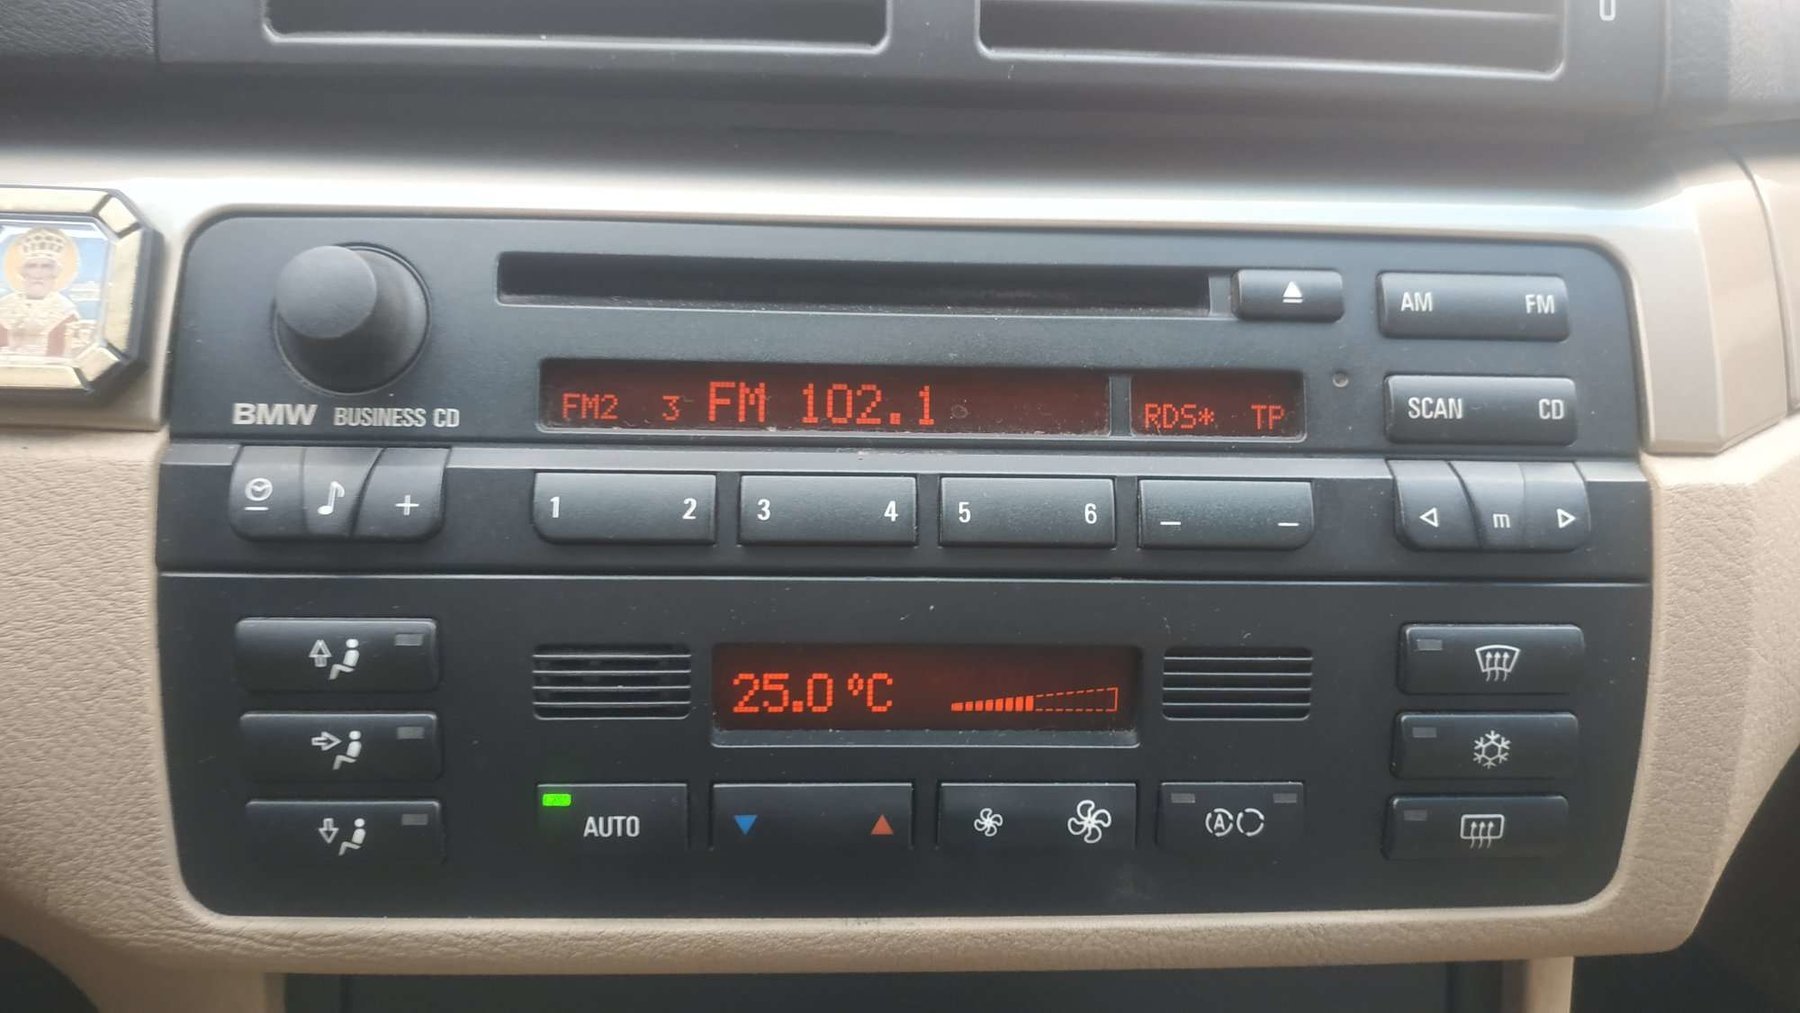 AM FM
FM2 3 FM 102.1 RDS* TP
SCAN CD
BMW BUSINESS CD
+ 1 2 3 4 5 6 — — m
25.0 ºC
AUTO
A